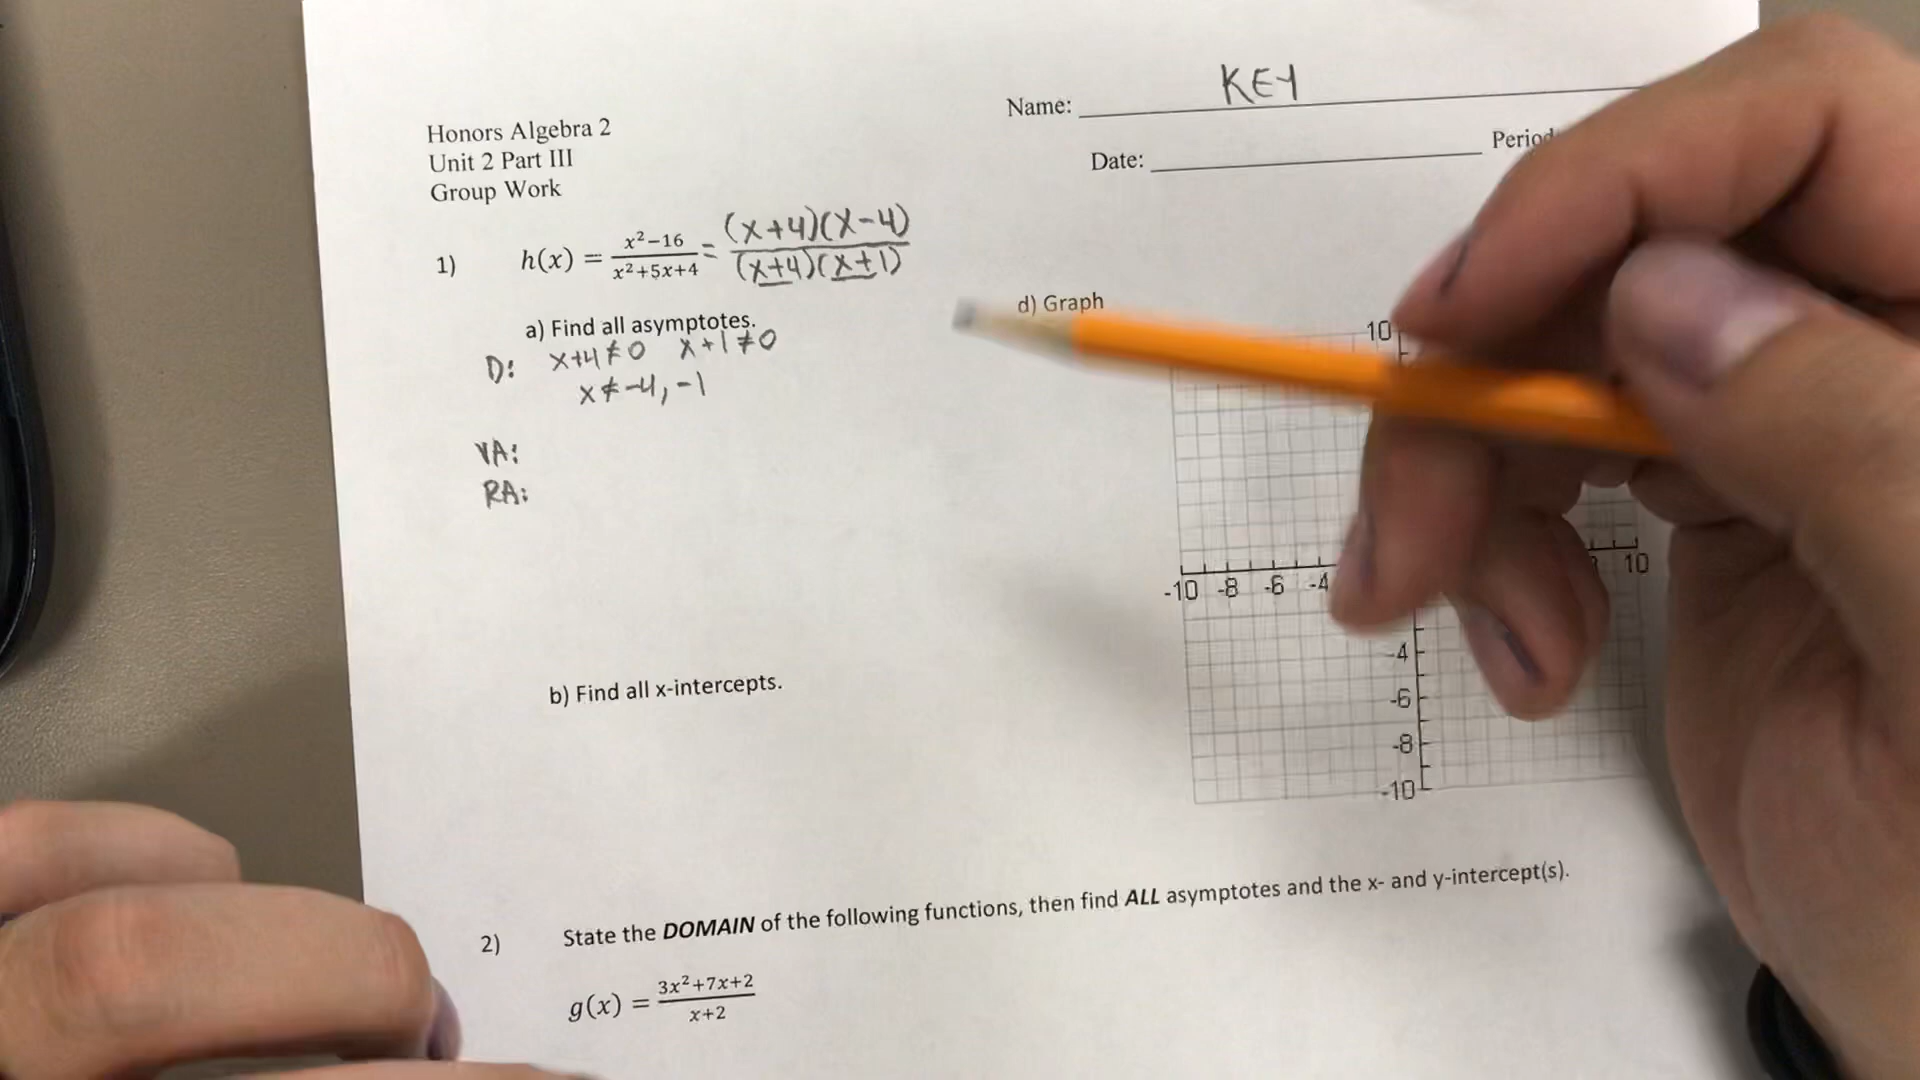 Honors Algebra 2
Unit 2 Part III
Group Work
Name: KEY
Date:
1) h(x) = x²−16 / x²+5x+4 = (x+4)(x−4) / (x+4)(x+1)
a) Find all asymptotes.
D: x+4≠0 x+1≠0
x≠−4,−1
VA:
RA:
b) Find all x-intercepts.
d) Graph
10
-10 -8 -6 -4 10
-4
-6
-8
-10
2) State the DOMAIN of the following functions, then find ALL asymptotes and the x- and y-intercept(s).
g(x) = 3x²+7x+2 / x+2